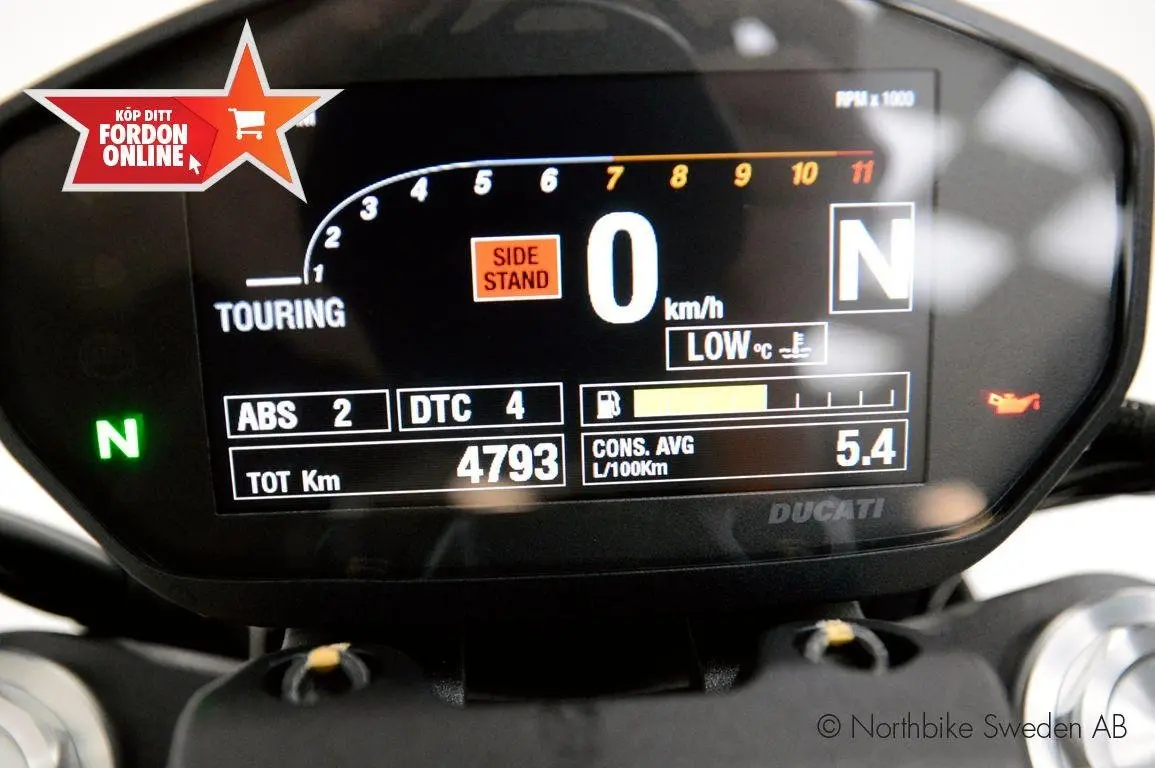 KÖP DITT
FORDON
ONLINE
RPM x 1000
1 2 3 4 5 6 7 8 9 10 11
SIDE
STAND
0 km/h
N
TOURING
LOW °C
ABS 2
DTC 4
N
TOT Km 4793
CONS. AVG
L/100Km
5.4
DUCATI
© Northbike Sweden AB